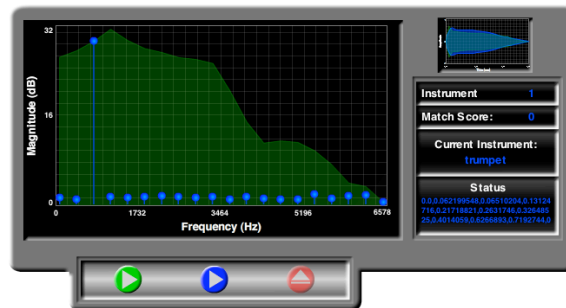 32
16
0
Magnitude (dB)
0 1732 3464 5196 6578
Frequency (Hz)
Instrument 1
Match Score: 0
Current Instrument:
trumpet
Status
0.0,0.062199548,0.06510204,0.13124
716,0.21718821,0.2631746,0.329485
25,0.4014059,0.6266893,0.7192744,0